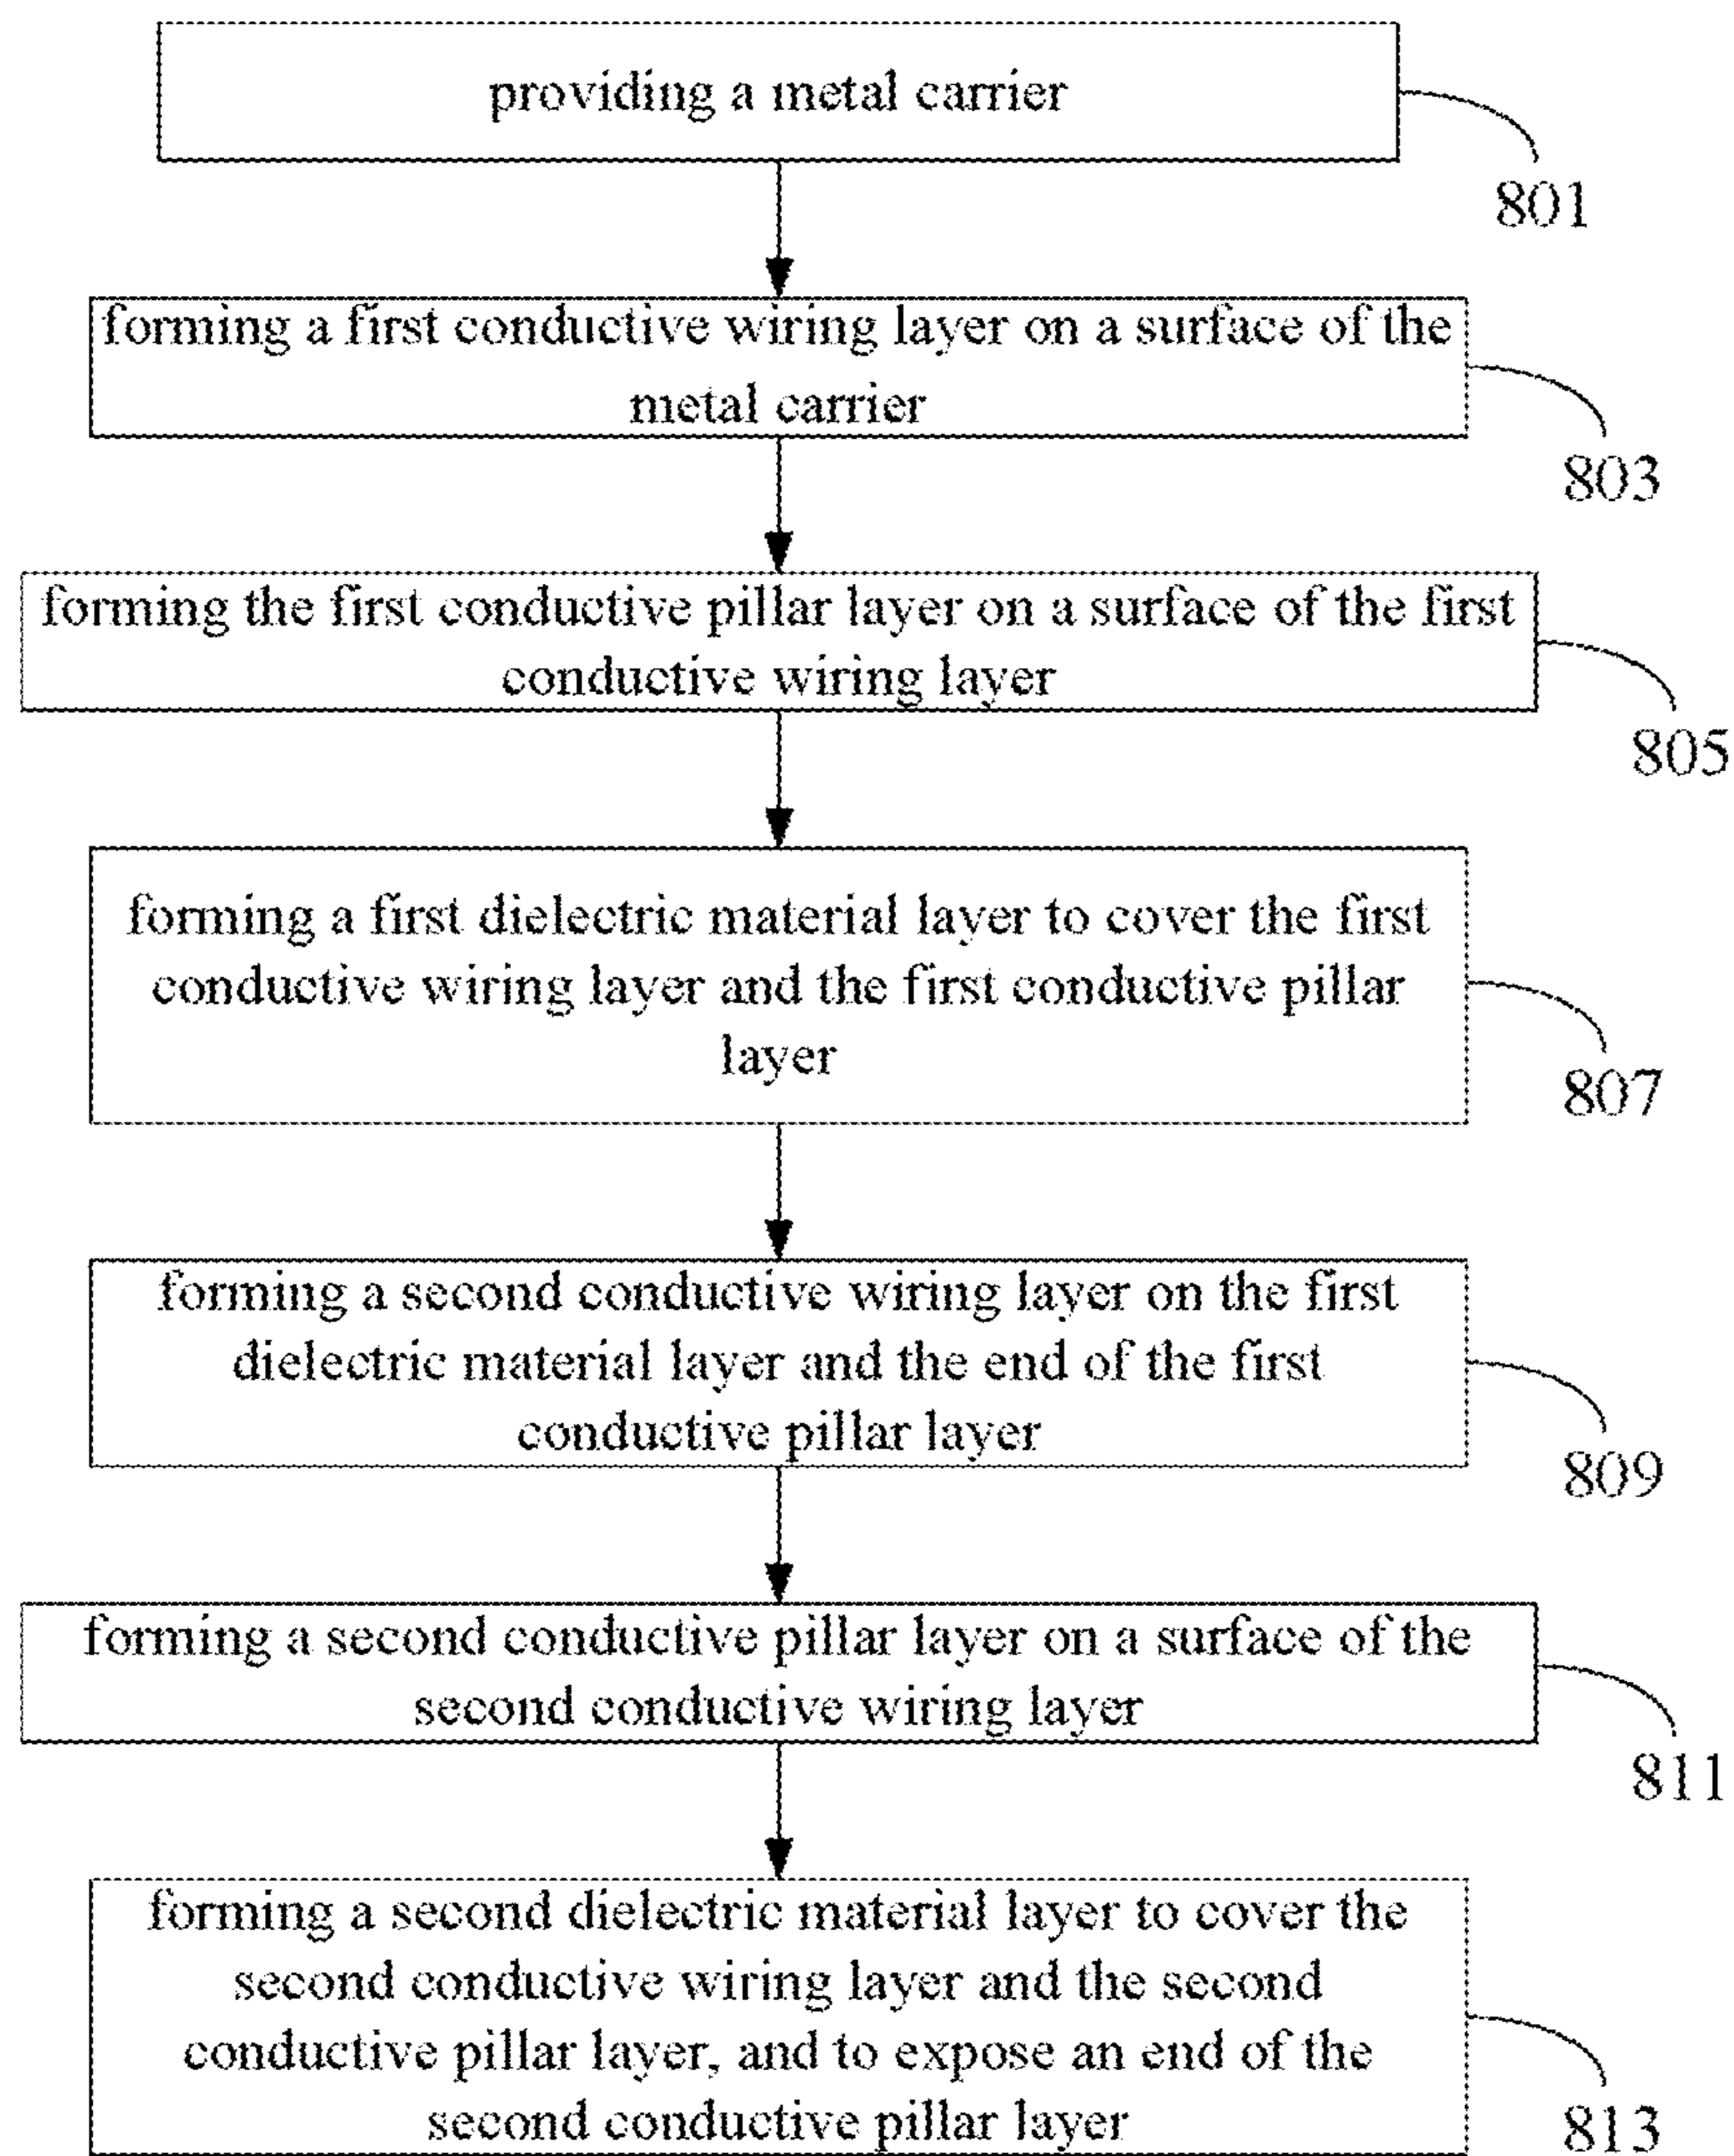 providing a metal carrier
801
forming a first conductive wiring layer on a surface of the
metal carrier
803
forming the first conductive pillar layer on a surface of the first
conductive wiring layer
805
forming a first dielectric material layer to cover the first
conductive wiring layer and the first conductive pillar
layer
807
forming a second conductive wiring layer on the first
dielectric material layer and the end of the first
conductive pillar layer
809
forming a second conductive pillar layer on a surface of the
second conductive wiring layer
811
forming a second dielectric material layer to cover the
second conductive wiring layer and the second
conductive pillar layer, and to expose an end of the
second conductive pillar layer
813